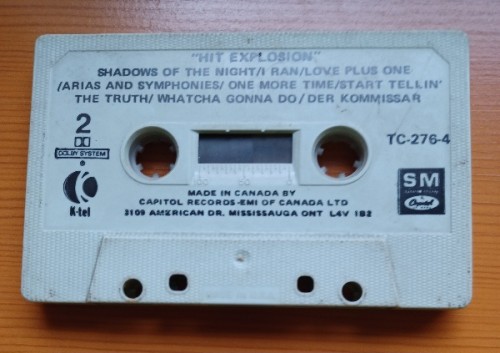 "HIT EXPLOSION"
SHADOWS OF THE NIGHT/I RAN/LOVE PLUS ONE
/ARIAS AND SYMPHONIES/ ONE MORE TIME/START TELLIN'
THE TRUTH/ WHATCHA GONNA DO/ DER KOMMISSAR
2
DOLBY SYSTEM
TC-276-4
K-tel
SM
Capitol
MADE IN CANADA BY
CAPITOL RECORDS-EMI OF CANADA LTD
3109 AMERICAN DR. MISSISSAUGA ONT L4V 1B2